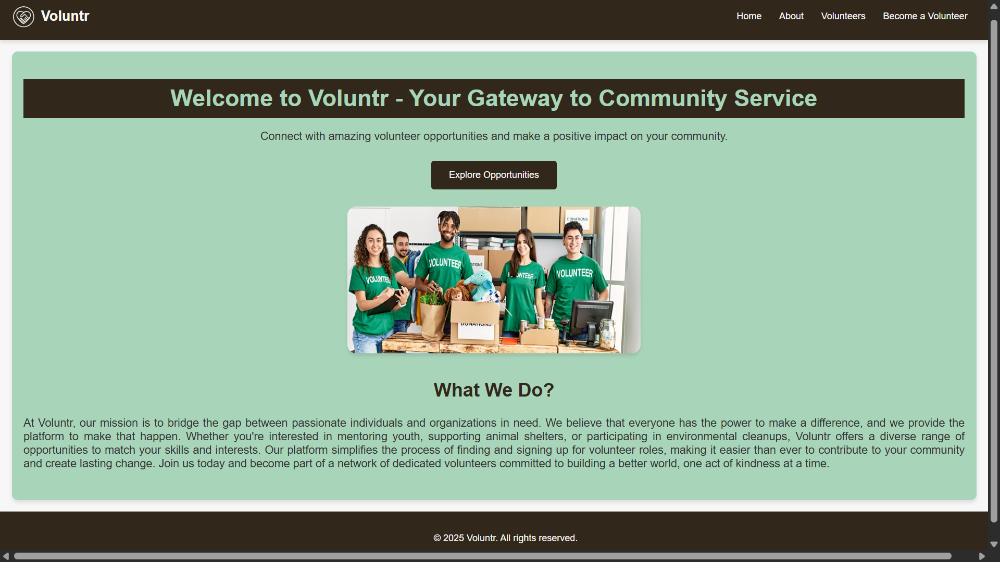 Voluntr
Home
About
Volunteers
Become a Volunteer
Welcome to Voluntr - Your Gateway to Community Service
Connect with amazing volunteer opportunities and make a positive impact on your community.
Explore Opportunities
DONATIONS
VOLUNTEER
VOLUNTEER
VOLUNTEER
DONATIONS
What We Do?
At Voluntr, our mission is to bridge the gap between passionate individuals and organizations in need. We believe that everyone has the power to make a difference, and we provide the
platform to make that happen. Whether you're interested in mentoring youth, supporting animal shelters, or participating in environmental cleanups, Voluntr offers a diverse range of
opportunities to match your skills and interests. Our platform simplifies the process of finding and signing up for volunteer roles, making it easier than ever to contribute to your community
and create lasting change. Join us today and become part of a network of dedicated volunteers committed to building a better world, one act of kindness at a time.
© 2025 Voluntr. All rights reserved.